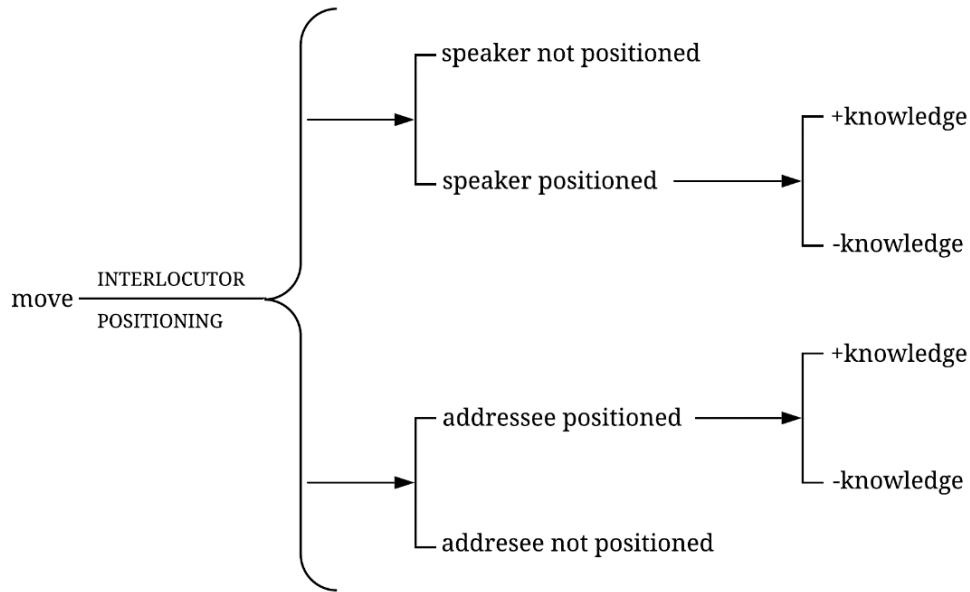 speaker not positioned
+knowledge
speaker positioned
-knowledge
INTERLOCUTOR
move
POSITIONING
+knowledge
addressee positioned
-knowledge
addresee not positioned